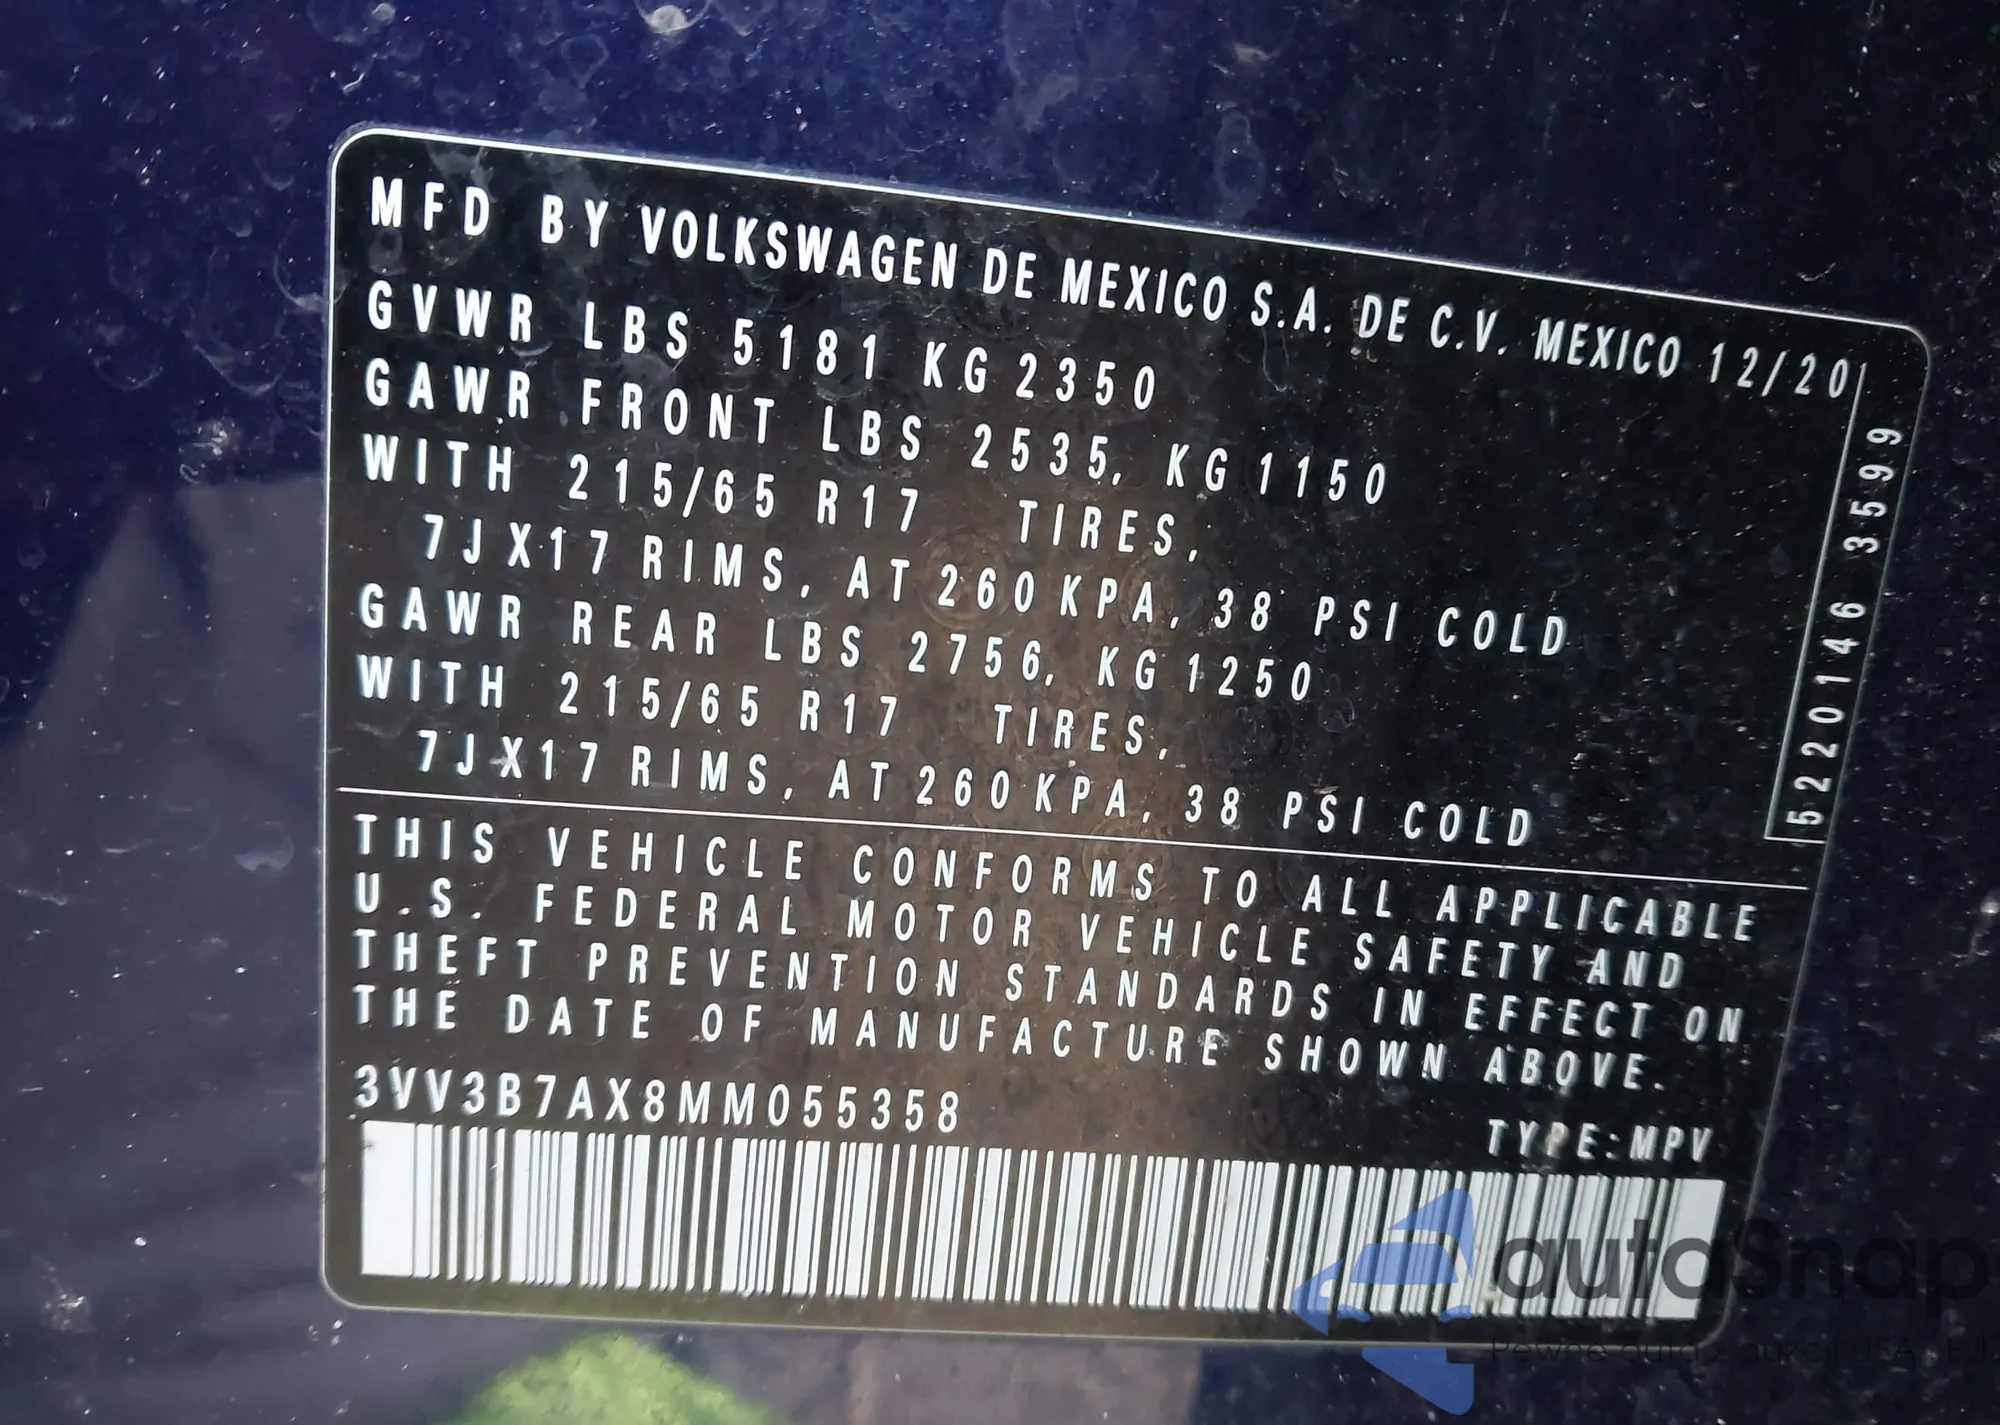 MFD BY VOLKSWAGEN DE MEXICO S.A. DE C.V. MEXICO 12/20
GVWR LBS 5181 KG 2350
GAWR FRONT LBS 2535, KG 1150
WITH 215/65 R17 TIRES,
7JX17 RIMS, AT 260 KPA, 38 PSI COLD
GAWR REAR LBS 2756, KG 1250
WITH 215/65 R17 TIRES,
7JX17 RIMS, AT 260 KPA, 38 PSI COLD
5220146 3599
THIS VEHICLE CONFORMS TO ALL APPLICABLE
U.S. FEDERAL MOTOR VEHICLE SAFETY AND
THEFT PREVENTION STANDARDS IN EFFECT ON
THE DATE OF MANUFACTURE SHOWN ABOVE.
3VV3B7AX8MM055358
TYPE:MPV
autoSnap
Pewne auta z aukcji USA